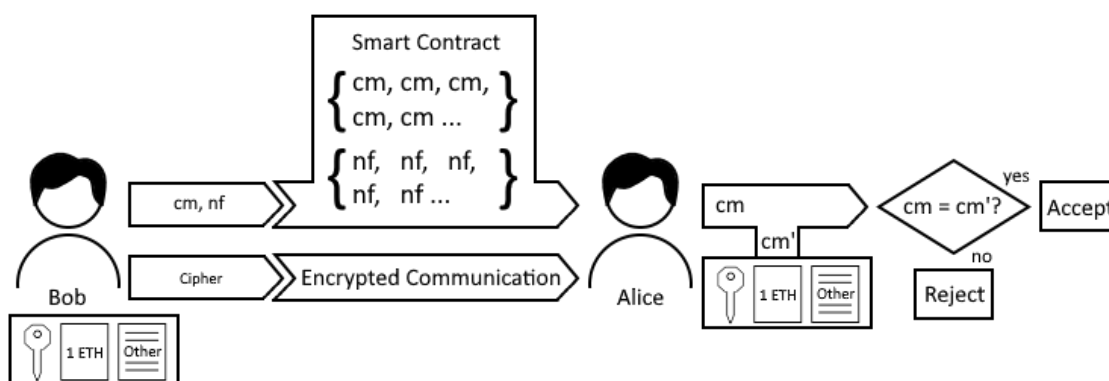 Smart Contract
{ cm, cm, cm,
cm, cm ... }
{ nf, nf, nf,
nf, nf ... }
cm, nf
Cipher
Encrypted Communication
Bob
1 ETH
Other
Alice
cm
cm'
1 ETH
Other
cm = cm'?
yes
Accept
no
Reject